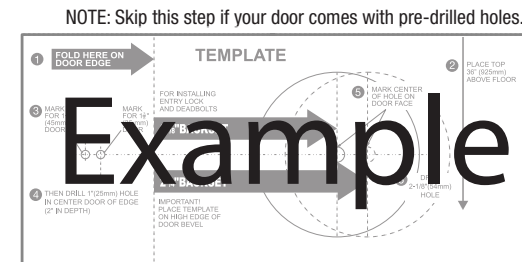 NOTE: Skip this step if your door comes with pre-drilled holes.
1 FOLD HERE ON
DOOR EDGE
TEMPLATE
2 PLACE TOP
36" (925mm)
ABOVE FLOOR
3 MARK
FOR 1
(45mm)
DOOR
MARK
FOR 1
FOR INSTALLING
ENTRY LOCK
AND DEADBOLTS
5 MARK CENTER
OF HOLE ON
DOOR FACE
Example
BACKSET
BACKSET
4 THEN DRILL 1"(25mm) HOLE
IN CENTER DOOR OF EDGE
(2" IN DEPTH)
IMPORTANT!
PLACE TEMPLATE
ON HIGH EDGE OF
DOOR BEVEL
2-1/8"(54mm)
HOLE